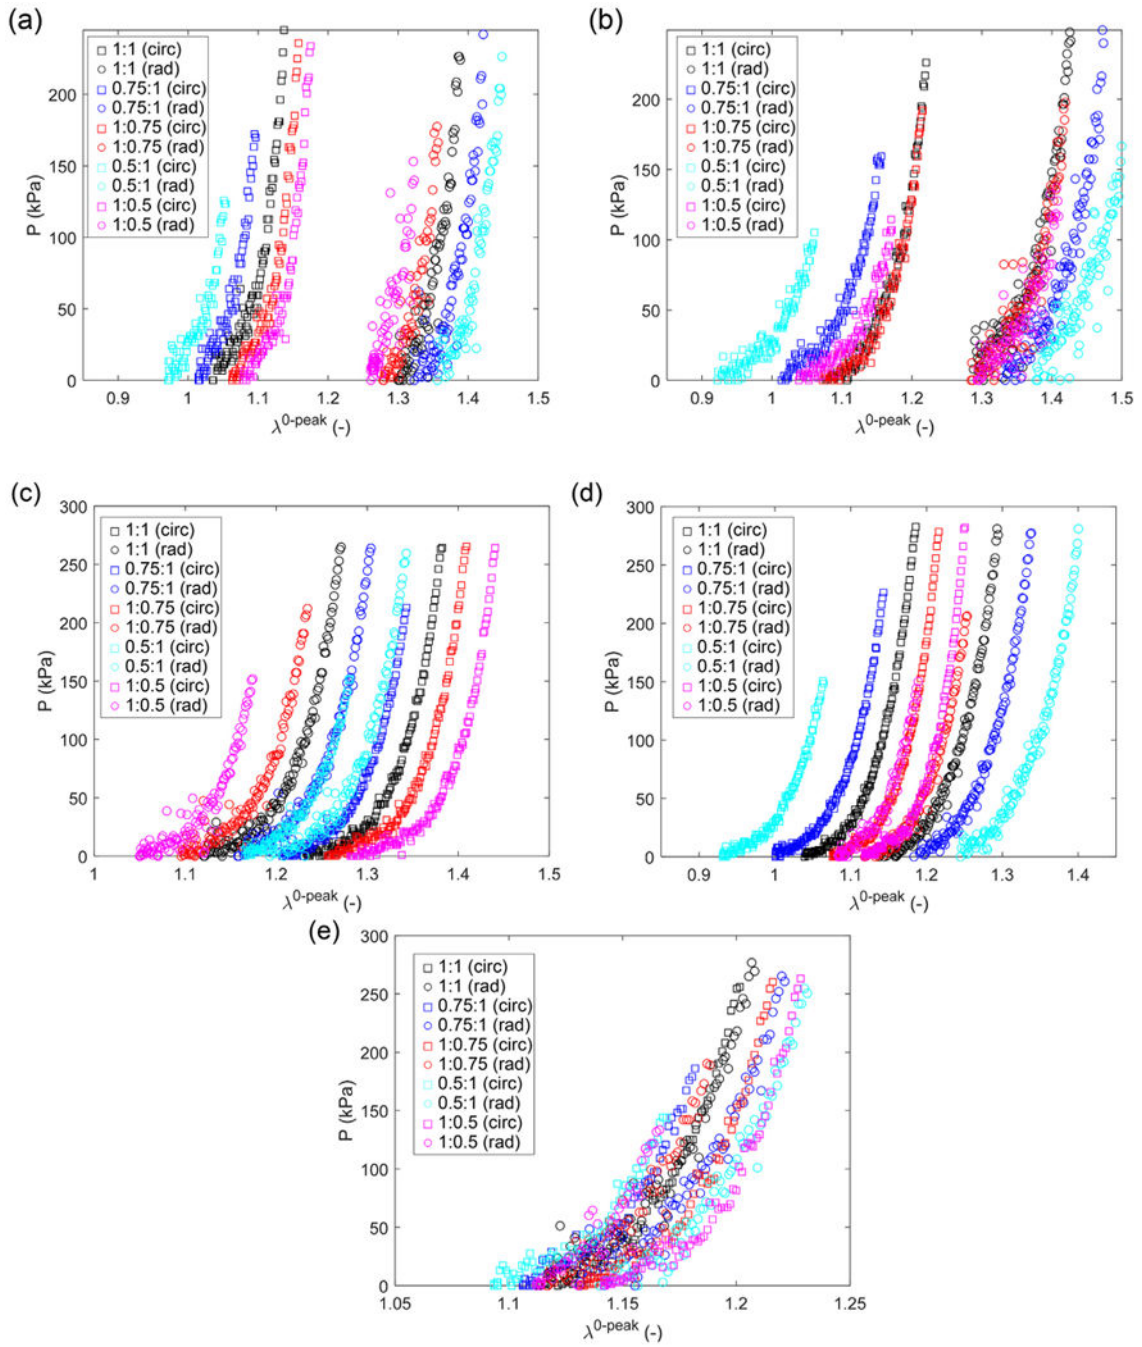 (a)
P (kPa)
200
150
100
50
0
1:1 (circ)
1:1 (rad)
0.75:1 (circ)
0.75:1 (rad)
1:0.75 (circ)
1:0.75 (rad)
0.5:1 (circ)
0.5:1 (rad)
1:0.5 (circ)
1:0.5 (rad)
0.9 1 1.1 1.2 1.3 1.4 1.5
λ0-peak (-)
(b)
P (kPa)
200
150
100
50
0
1:1 (circ)
1:1 (rad)
0.75:1 (circ)
0.75:1 (rad)
1:0.75 (circ)
1:0.75 (rad)
0.5:1 (circ)
0.5:1 (rad)
1:0.5 (circ)
1:0.5 (rad)
0.9 1 1.1 1.2 1.3 1.4 1.5
λ0-peak (-)
(c)
P (kPa)
300
250
200
150
100
50
0
1:1 (circ)
1:1 (rad)
0.75:1 (circ)
0.75:1 (rad)
1:0.75 (circ)
1:0.75 (rad)
0.5:1 (circ)
0.5:1 (rad)
1:0.5 (circ)
1:0.5 (rad)
1 1.1 1.2 1.3 1.4 1.5
λ0-peak (-)
(d)
P (kPa)
300
250
200
150
100
50
0
1:1 (circ)
1:1 (rad)
0.75:1 (circ)
0.75:1 (rad)
1:0.75 (circ)
1:0.75 (rad)
0.5:1 (circ)
0.5:1 (rad)
1:0.5 (circ)
1:0.5 (rad)
0.9 1 1.1 1.2 1.3 1.4
λ0-peak (-)
(e)
P (kPa)
300
250
200
150
100
50
0
1:1 (circ)
1:1 (rad)
0.75:1 (circ)
0.75:1 (rad)
1:0.75 (circ)
1:0.75 (rad)
0.5:1 (circ)
0.5:1 (rad)
1:0.5 (circ)
1:0.5 (rad)
1.05 1.1 1.15 1.2 1.25
λ0-peak (-)